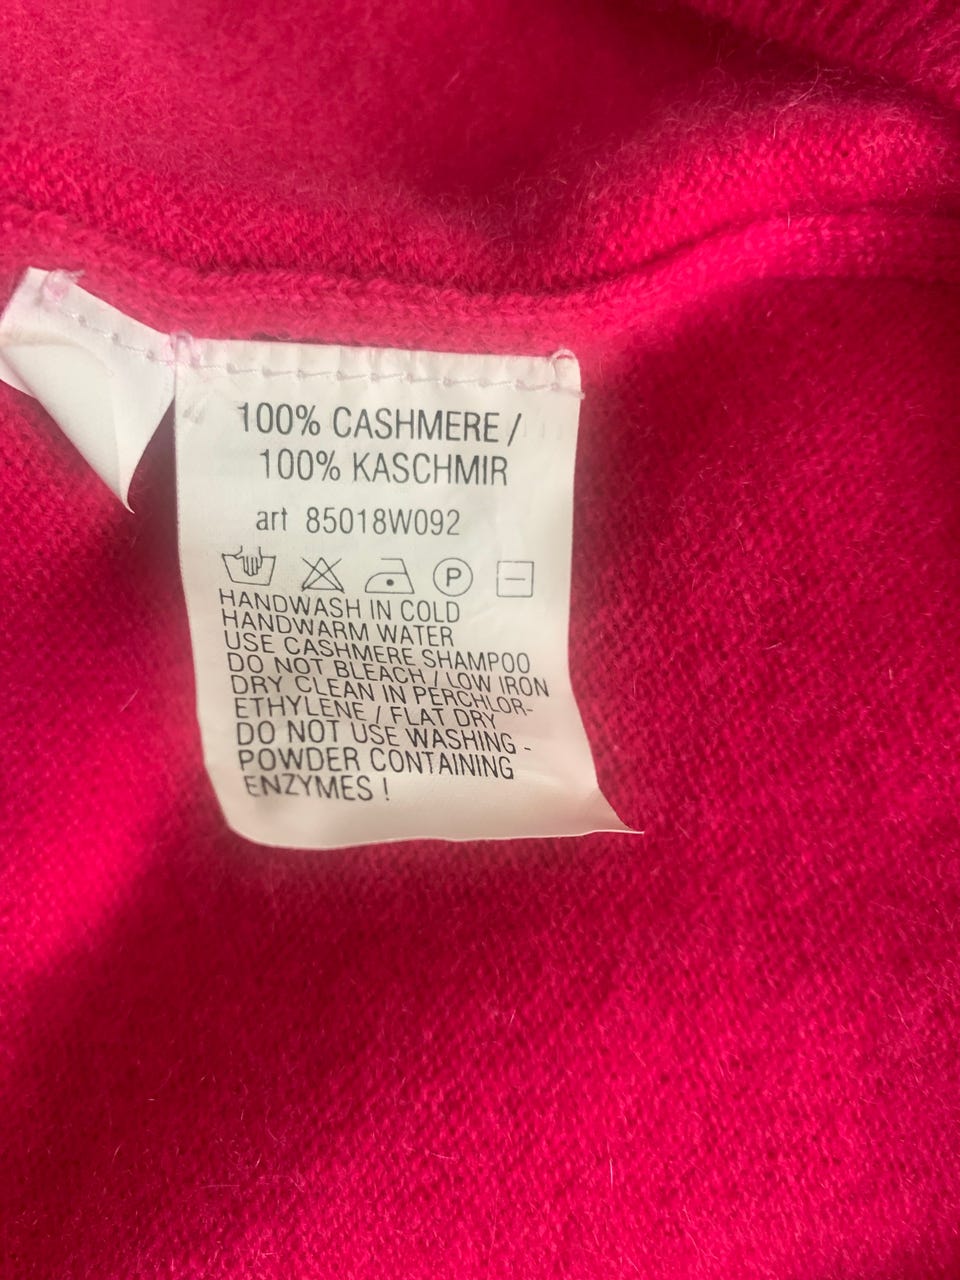 100% CASHMERE /
100% KASCHMIR
art 85018W092
P
HANDWASH IN COLD
HANDWARM WATER
USE CASHMERE SHAMPOO
DO NOT BLEACH / LOW IRON
DRY CLEAN IN PERCHLOR-
ETHYLENE / FLAT DRY
DO NOT USE WASHING -
POWDER CONTAINING
ENZYMES !